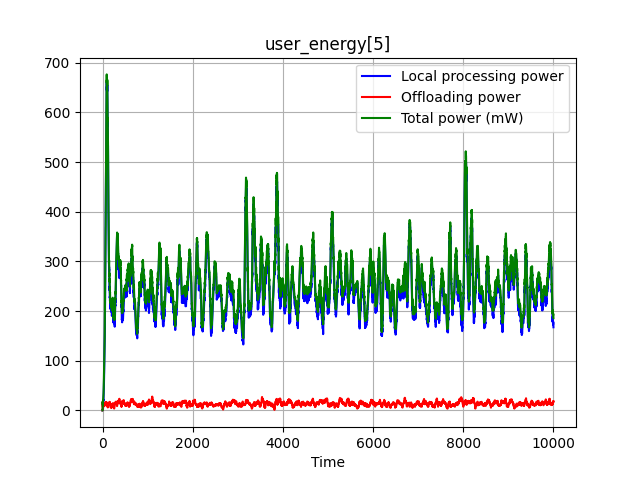 user_energy[5]
Local processing power
Offloading power
Total power (mW)
700
600
500
400
300
200
100
0
0
2000
4000
6000
8000
10000
Time